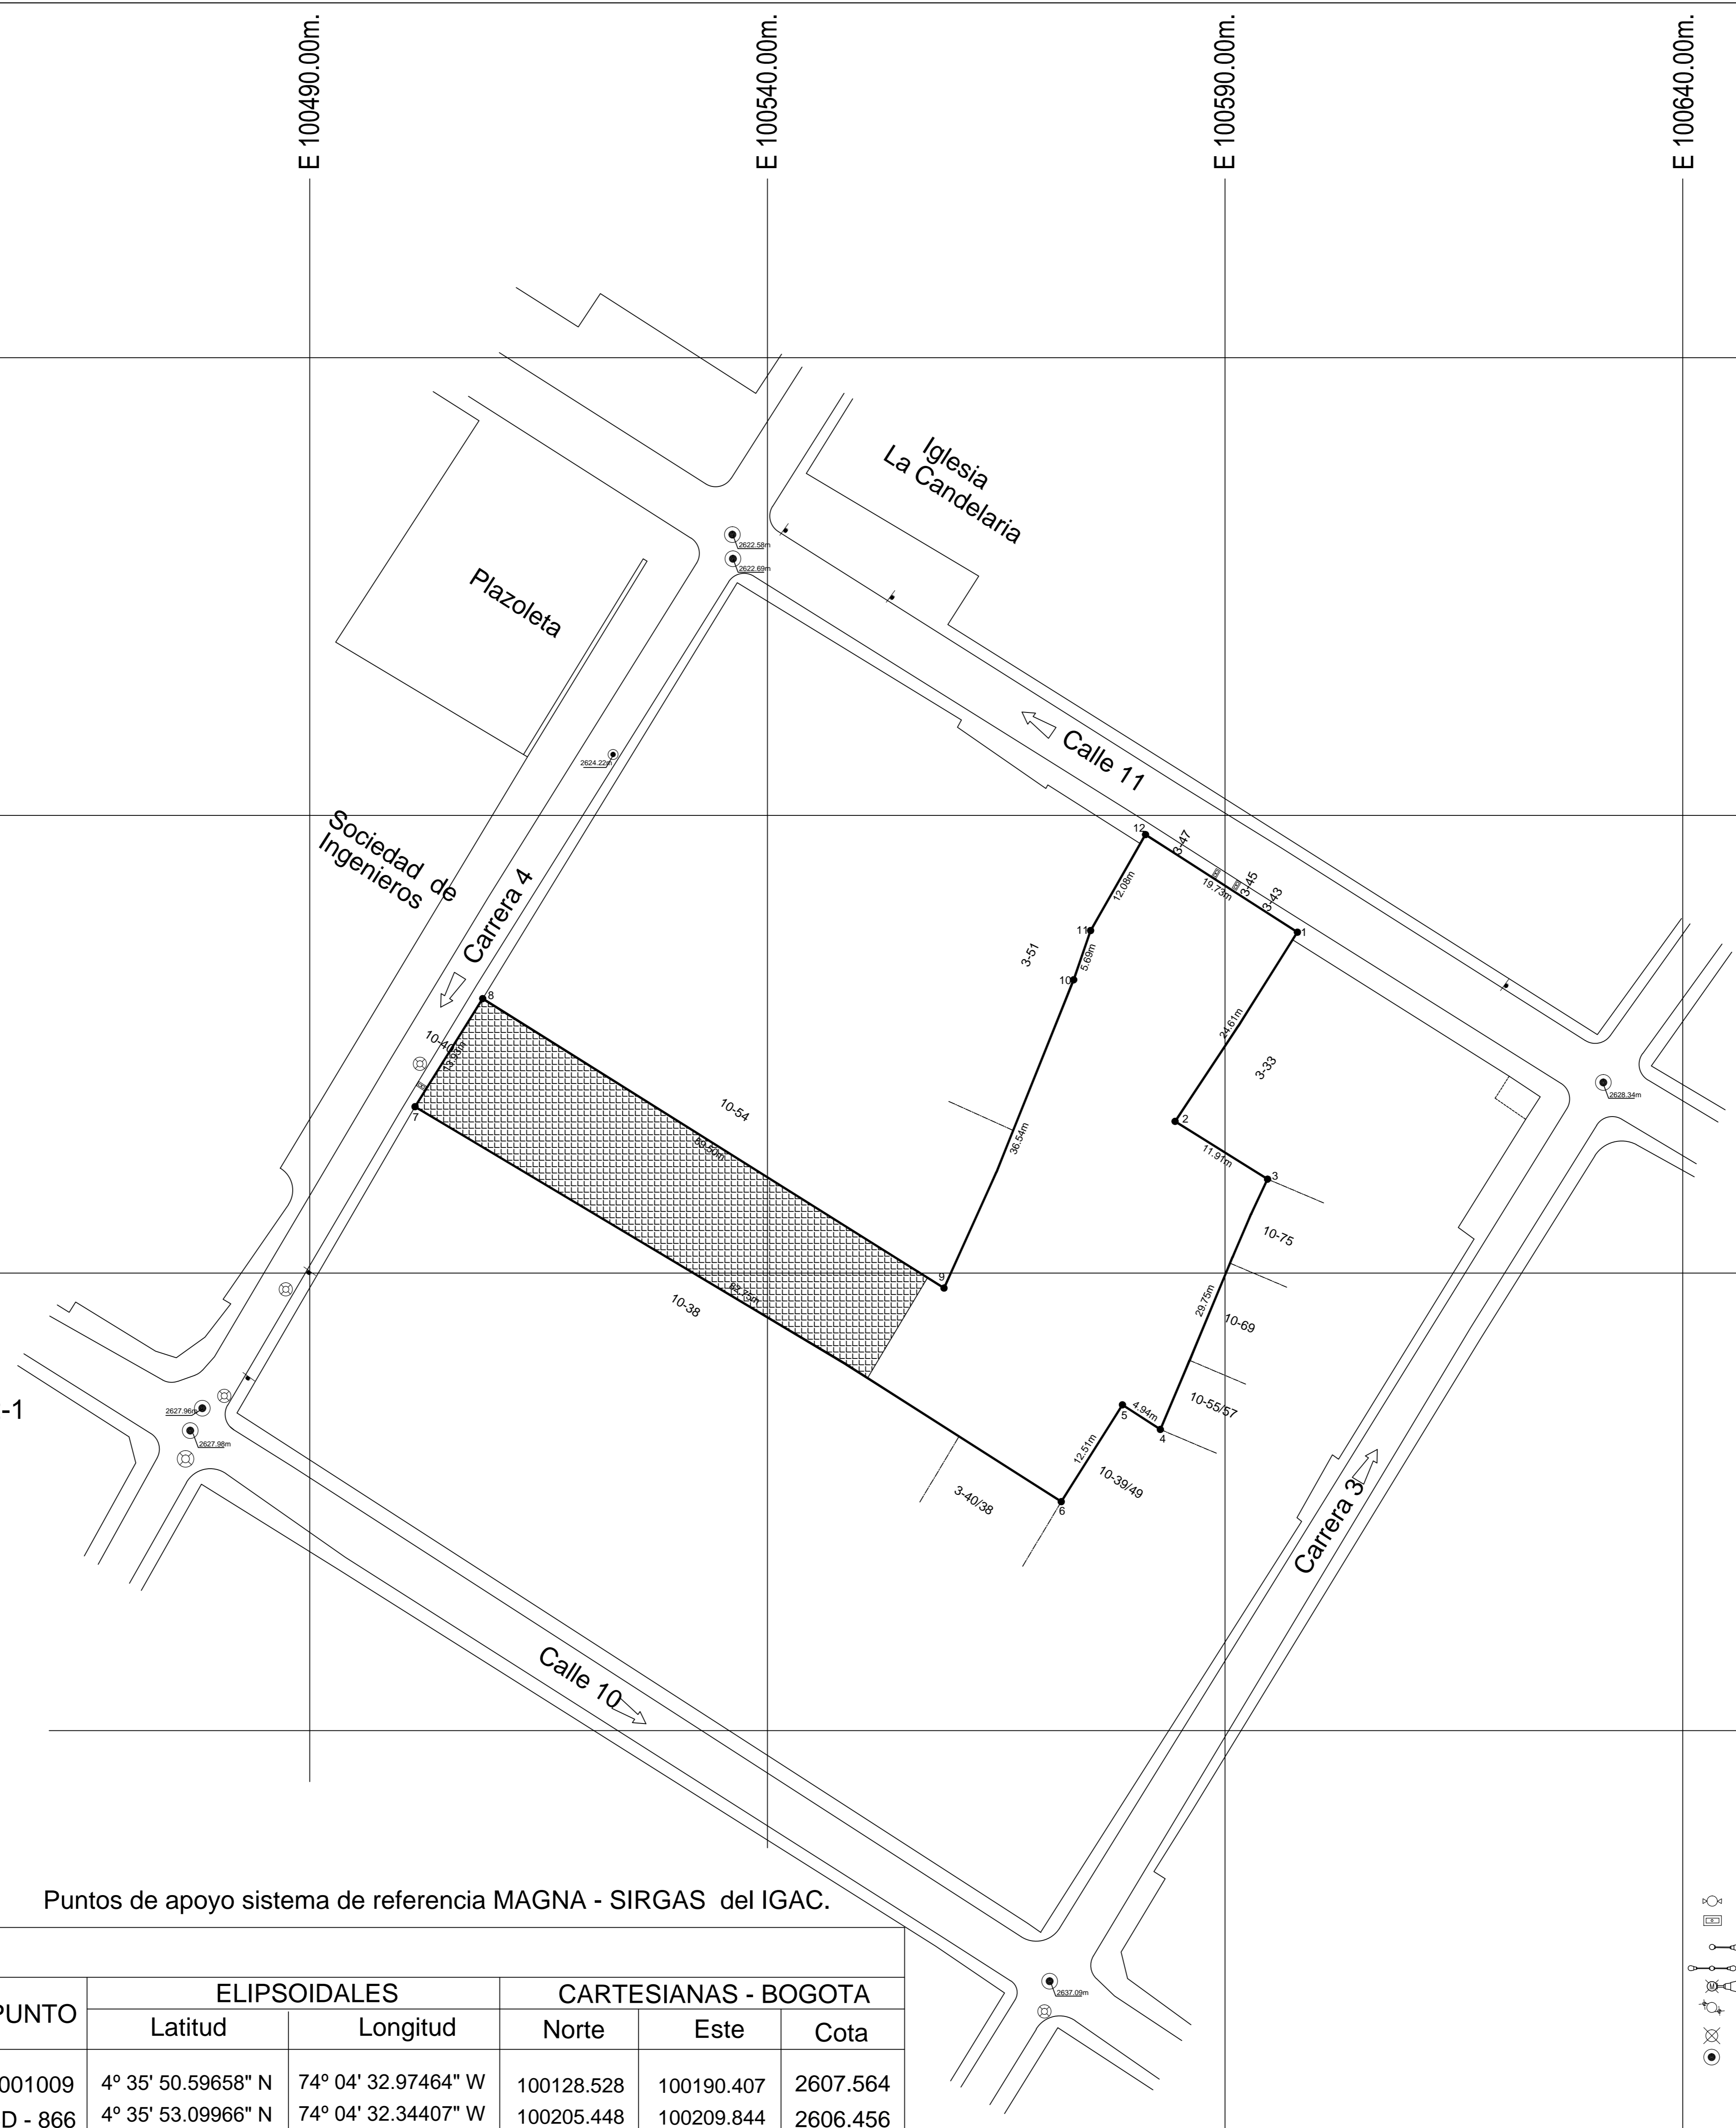 E 100490.00m.
E 100540.00m.
E 100590.00m.
E 100640.00m.
Iglesia
La Candelaria
2622.58m
2622.69m
Plazoleta
2624.22m
Calle 11
Sociedad de
Ingenieros
Carrera 4
12
3-47
3-45
3-43
19.73m
1
12.08m
11
3-51
5.69m
10
8
10-40
13.93m
7
24.61m
3-33
2628.34m
10-54
69.50m
36.54m
2
11.91m
3
10-75
9
10-38
82.75m
29.75m
10-69
10-55/57
5
4.94m
4
12.51m
10-39/49
3-40/38
6
-1
2627.96m
2627.98m
Carrera 3
Calle 10
2637.09m
M
Puntos de apoyo sistema de referencia MAGNA - SIRGAS del IGAC.
PUNTO
ELIPSOIDALES
CARTESIANAS - BOGOTA
Latitud
Longitud
Norte
Este
Cota
001009
4º 35' 50.59658" N
74º 04' 32.97464" W
100128.528
100190.407
2607.564
D - 866
4º 35' 53.09966" N
74º 04' 32.34407" W
100205.448
100209.844
2606.456